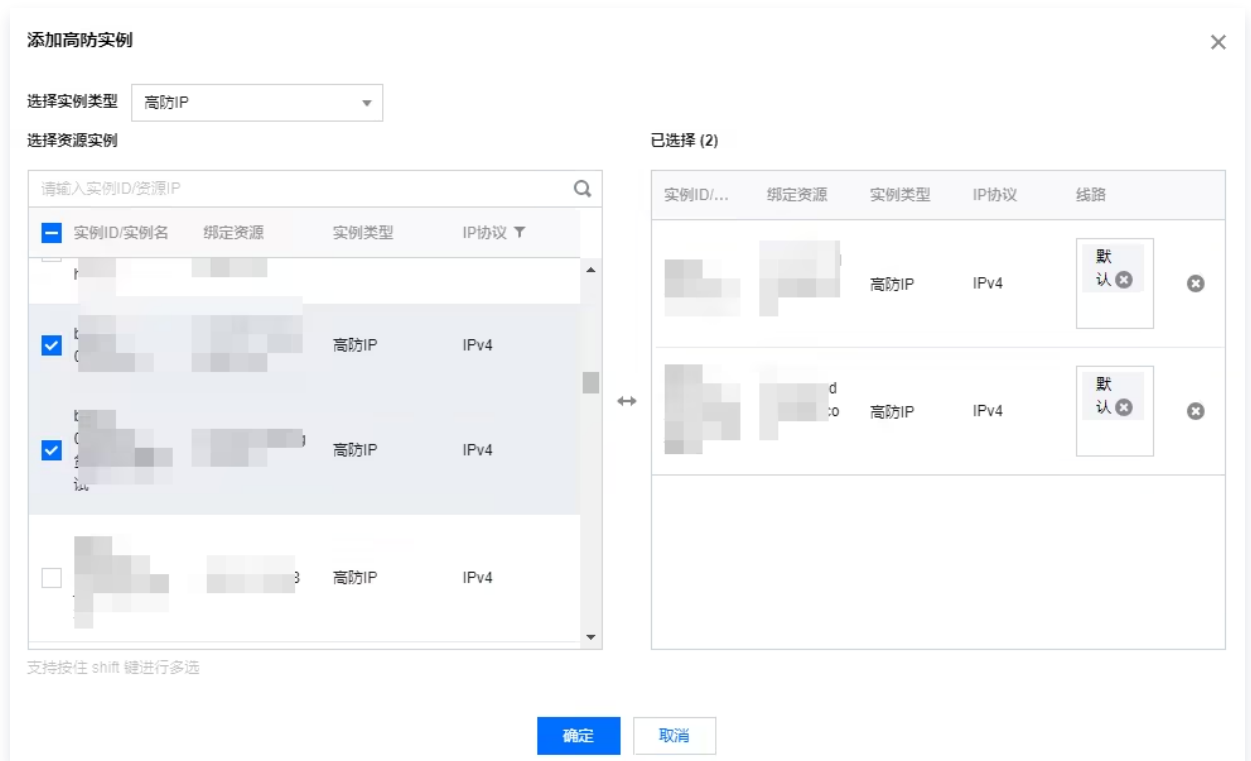 添加高防实例
选择实例类型 高防IP
选择资源实例
已选择 (2)
请输入实例ID/资源IP
实例ID/实例名 绑定资源 实例类型 IP协议
高防IP IPv4
高防IP IPv4
试
高防IP IPv4
支持按住 shift 键进行多选
实例ID/... 绑定资源 实例类型 IP协议 线路
高防IP IPv4 默
认
高防IP IPv4 默
认
确定 取消